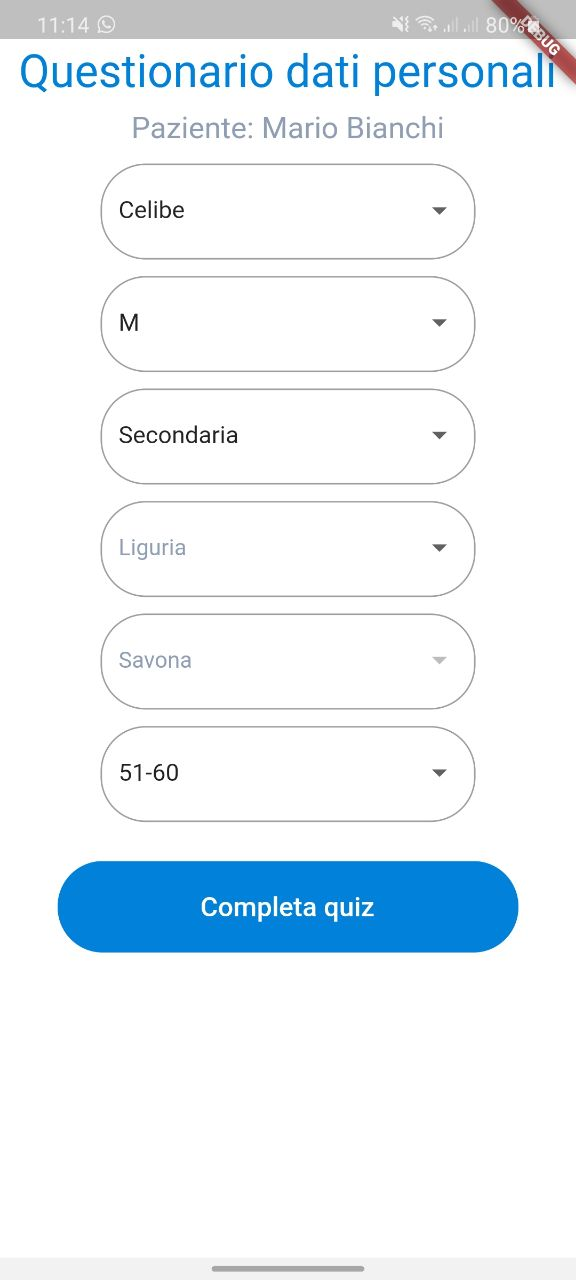 11:14
80%
DEBUG
Questionario dati personali
Paziente: Mario Bianchi
Celibe
M
Secondaria
Liguria
Savona
51-60
Completa quiz